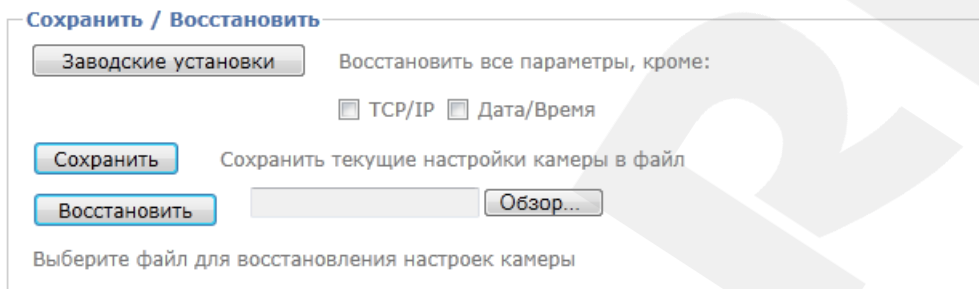 Сохранить / Восстановить
Заводские установки Восстановить все параметры, кроме:
TCP/IP Дата/Время
Сохранить Сохранить текущие настройки камеры в файл
Восстановить Обзор...
Выберите файл для восстановления настроек камеры